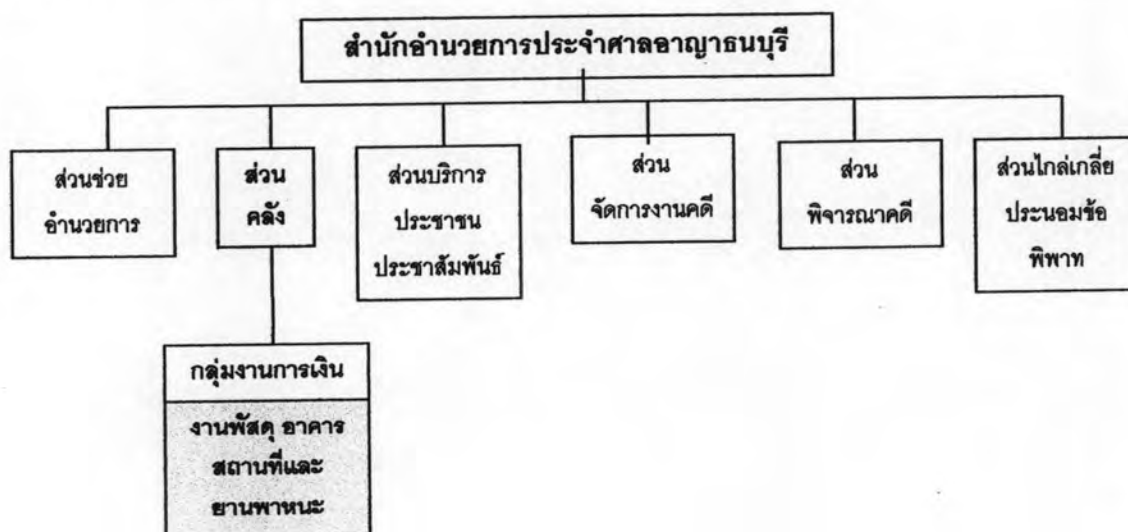 สำนักอำนวยการประจำศาลอาญาธนบุรี
ส่วนช่วย
อำนวยการ
ส่วน
คลัง
ส่วนบริการ
ประชาชน
ประชาสัมพันธ์
ส่วน
จัดการงานคดี
ส่วน
พิจารณาคดี
ส่วนไกล่เกลี่ย
ประนอมข้อ
พิพาท
กลุ่มงานการเงิน
งานพัสดุ อาคาร
สถานที่และ
ยานพาหนะ